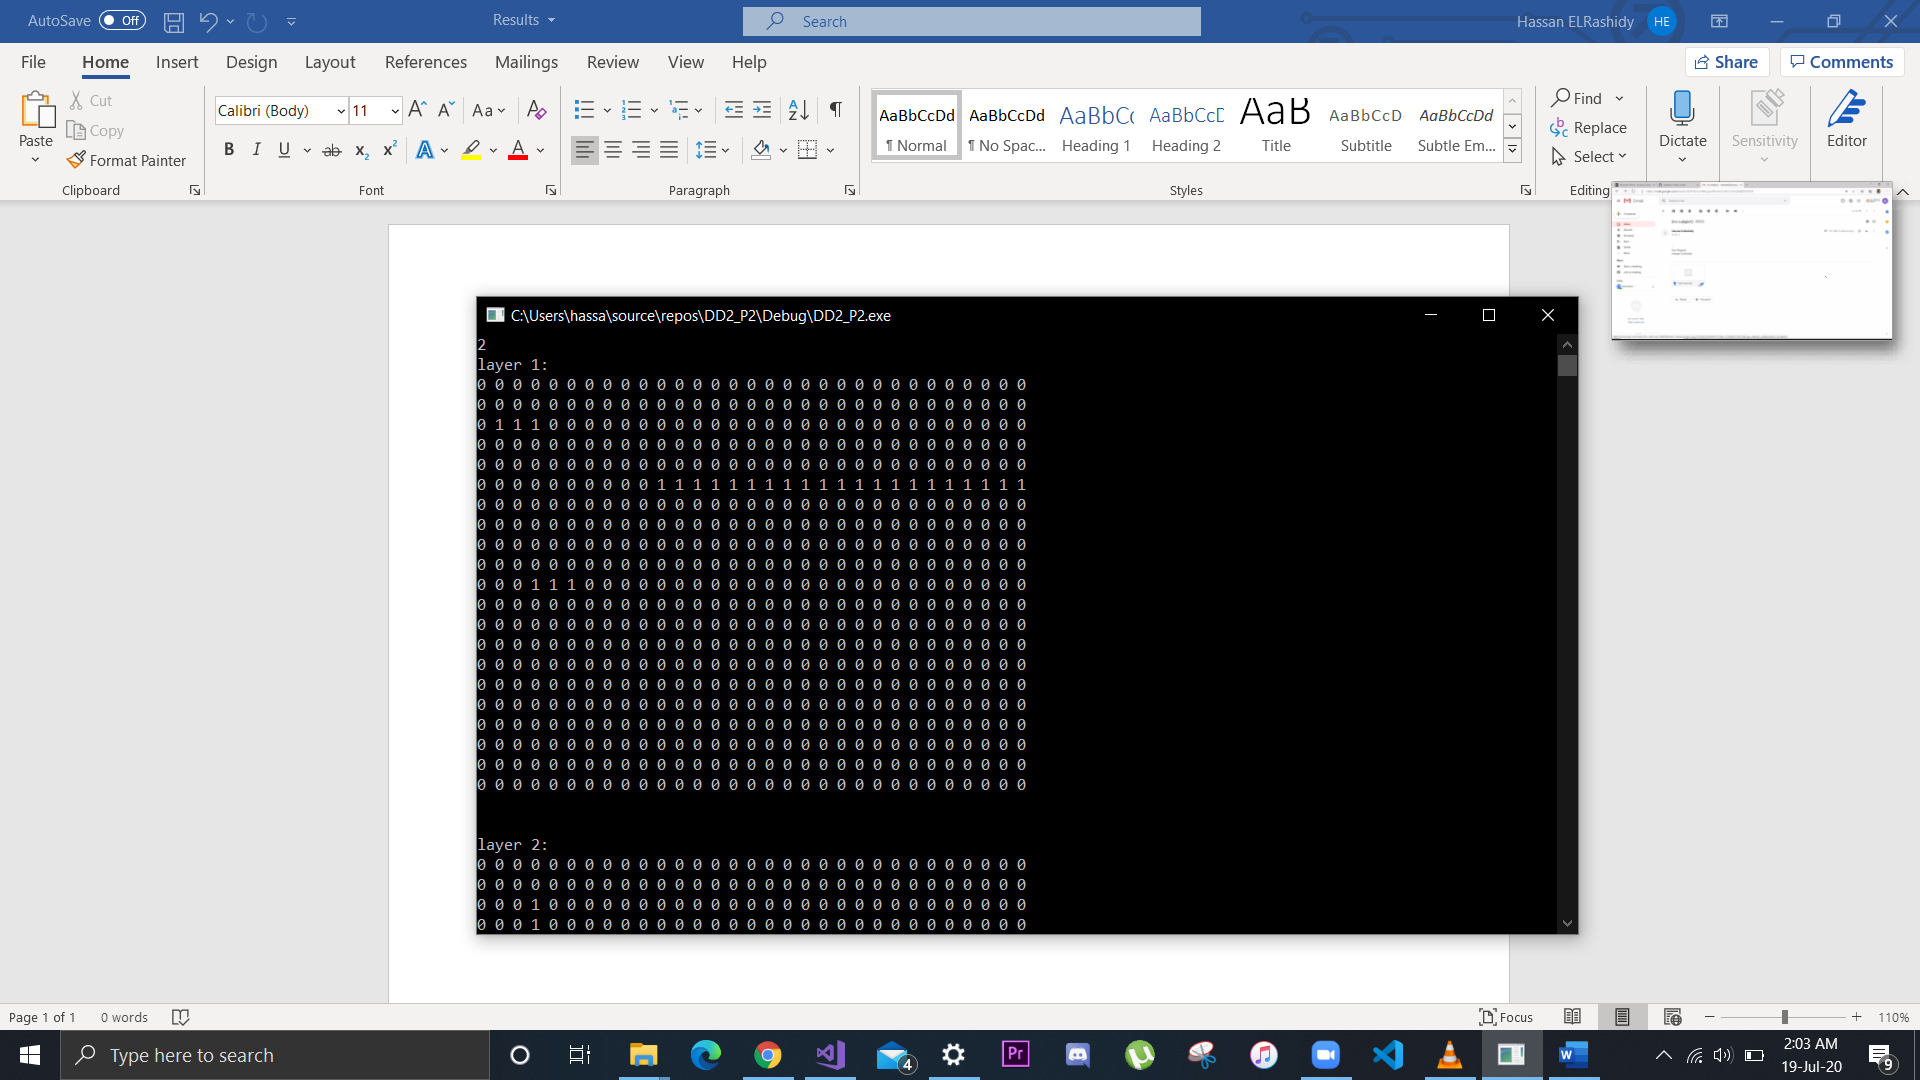 AutoSave Off Results Search Hassan ELRashidy HE
File Home Insert Design Layout References Mailings Review View Help Share Comments
Paste Cut Copy Format Painter Clipboard
Calibri (Body) 11 Aa B I U ab x₂ x² A A Font
Paragraph
AaBbCcDd ¶ Normal
AaBbCcDd ¶ No Spac...
AaBbCc Heading 1
AaBbCcD Heading 2
AaB Title
AaBbCcD Subtitle
AaBbCcDd Subtle Em...
Styles
Find Replace Select Editing
Dictate Sensitivity Editor
C:\Users\hassa\source\repos\DD2_P2\Debug\DD2_P2.exe
2
layer 1:
0 0 0 0 0 0 0 0 0 0 0 0 0 0 0 0 0 0 0 0 0 0 0 0 0 0 0 0 0 0 0
0 0 0 0 0 0 0 0 0 0 0 0 0 0 0 0 0 0 0 0 0 0 0 0 0 0 0 0 0 0 0
0 1 1 1 0 0 0 0 0 0 0 0 0 0 0 0 0 0 0 0 0 0 0 0 0 0 0 0 0 0 0
0 0 0 0 0 0 0 0 0 0 0 0 0 0 0 0 0 0 0 0 0 0 0 0 0 0 0 0 0 0 0
0 0 0 0 0 0 0 0 0 0 0 0 0 0 0 0 0 0 0 0 0 0 0 0 0 0 0 0 0 0 0
0 0 0 0 0 0 0 0 0 0 1 1 1 1 1 1 1 1 1 1 1 1 1 1 1 1 1 1 1 1 1
0 0 0 0 0 0 0 0 0 0 0 0 0 0 0 0 0 0 0 0 0 0 0 0 0 0 0 0 0 0 0
0 0 0 0 0 0 0 0 0 0 0 0 0 0 0 0 0 0 0 0 0 0 0 0 0 0 0 0 0 0 0
0 0 0 0 0 0 0 0 0 0 0 0 0 0 0 0 0 0 0 0 0 0 0 0 0 0 0 0 0 0 0
0 0 0 0 0 0 0 0 0 0 0 0 0 0 0 0 0 0 0 0 0 0 0 0 0 0 0 0 0 0 0
0 0 0 1 1 1 0 0 0 0 0 0 0 0 0 0 0 0 0 0 0 0 0 0 0 0 0 0 0 0 0
0 0 0 0 0 0 0 0 0 0 0 0 0 0 0 0 0 0 0 0 0 0 0 0 0 0 0 0 0 0 0
0 0 0 0 0 0 0 0 0 0 0 0 0 0 0 0 0 0 0 0 0 0 0 0 0 0 0 0 0 0 0
0 0 0 0 0 0 0 0 0 0 0 0 0 0 0 0 0 0 0 0 0 0 0 0 0 0 0 0 0 0 0
0 0 0 0 0 0 0 0 0 0 0 0 0 0 0 0 0 0 0 0 0 0 0 0 0 0 0 0 0 0 0
0 0 0 0 0 0 0 0 0 0 0 0 0 0 0 0 0 0 0 0 0 0 0 0 0 0 0 0 0 0 0
0 0 0 0 0 0 0 0 0 0 0 0 0 0 0 0 0 0 0 0 0 0 0 0 0 0 0 0 0 0 0
0 0 0 0 0 0 0 0 0 0 0 0 0 0 0 0 0 0 0 0 0 0 0 0 0 0 0 0 0 0 0
0 0 0 0 0 0 0 0 0 0 0 0 0 0 0 0 0 0 0 0 0 0 0 0 0 0 0 0 0 0 0
0 0 0 0 0 0 0 0 0 0 0 0 0 0 0 0 0 0 0 0 0 0 0 0 0 0 0 0 0 0 0
0 0 0 0 0 0 0 0 0 0 0 0 0 0 0 0 0 0 0 0 0 0 0 0 0 0 0 0 0 0 0
layer 2:
0 0 0 0 0 0 0 0 0 0 0 0 0 0 0 0 0 0 0 0 0 0 0 0 0 0 0 0 0 0 0
0 0 0 0 0 0 0 0 0 0 0 0 0 0 0 0 0 0 0 0 0 0 0 0 0 0 0 0 0 0 0
0 0 0 1 0 0 0 0 0 0 0 0 0 0 0 0 0 0 0 0 0 0 0 0 0 0 0 0 0 0 0
0 0 0 1 0 0 0 0 0 0 0 0 0 0 0 0 0 0 0 0 0 0 0 0 0 0 0 0 0 0 0
Page 1 of 1 0 words Focus 110%
Type here to search 4 Pr W 2:03 AM 9
19-Jul-20